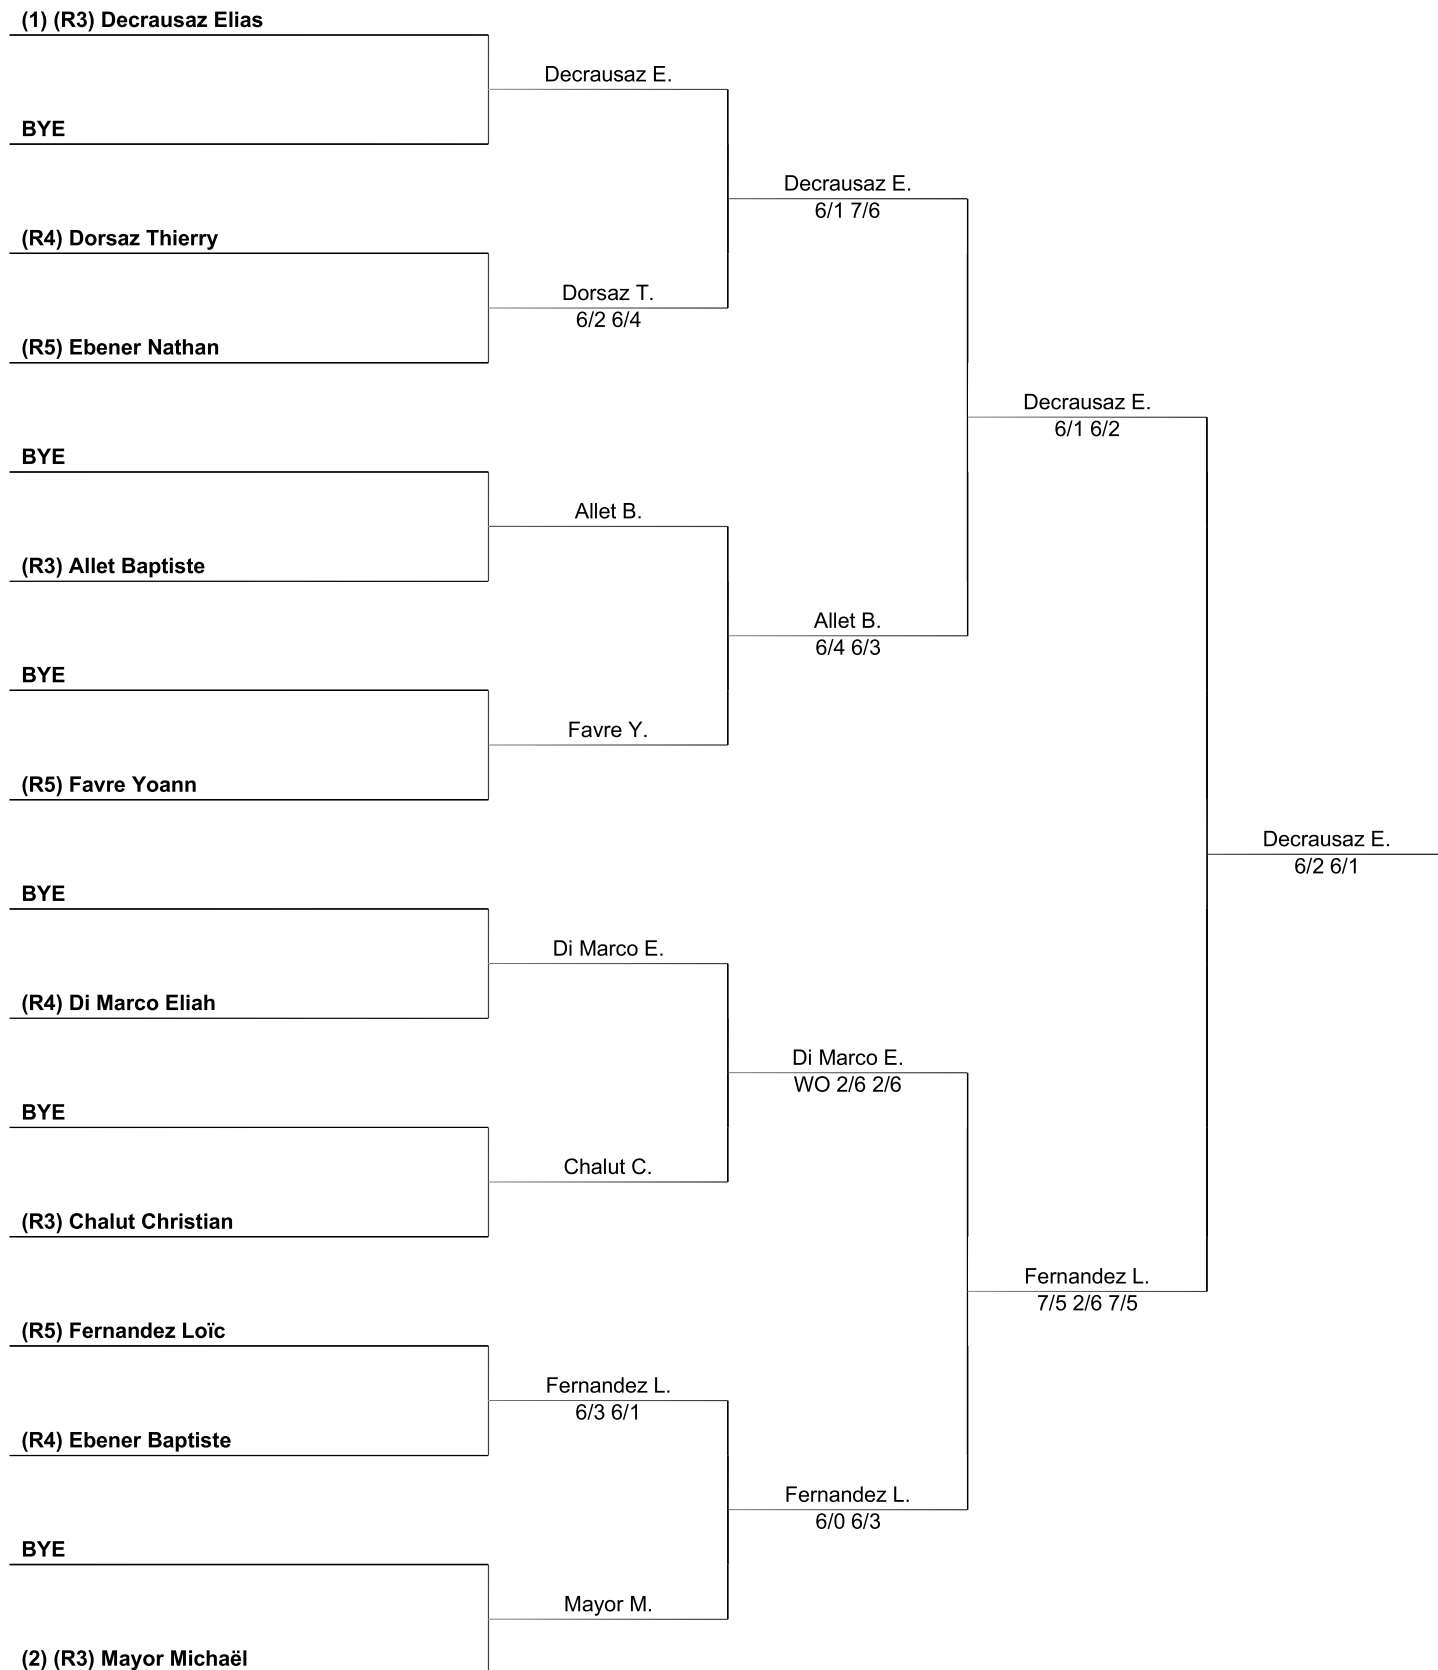 (1) (R3) Decrausaz Elias
Decrausaz E.
BYE
Decrausaz E.
6/1 7/6
(R4) Dorsaz Thierry
Dorsaz T.
6/2 6/4
(R5) Ebener Nathan
Decrausaz E.
6/1 6/2
BYE
Allet B.
(R3) Allet Baptiste
Allet B.
6/4 6/3
BYE
Favre Y.
(R5) Favre Yoann
Decrausaz E.
6/2 6/1
BYE
Di Marco E.
(R4) Di Marco Eliah
Di Marco E.
WO 2/6 2/6
BYE
Chalut C.
(R3) Chalut Christian
Fernandez L.
7/5 2/6 7/5
(R5) Fernandez Loïc
Fernandez L.
6/3 6/1
(R4) Ebener Baptiste
Fernandez L.
6/0 6/3
BYE
Mayor M.
(2) (R3) Mayor Michaël